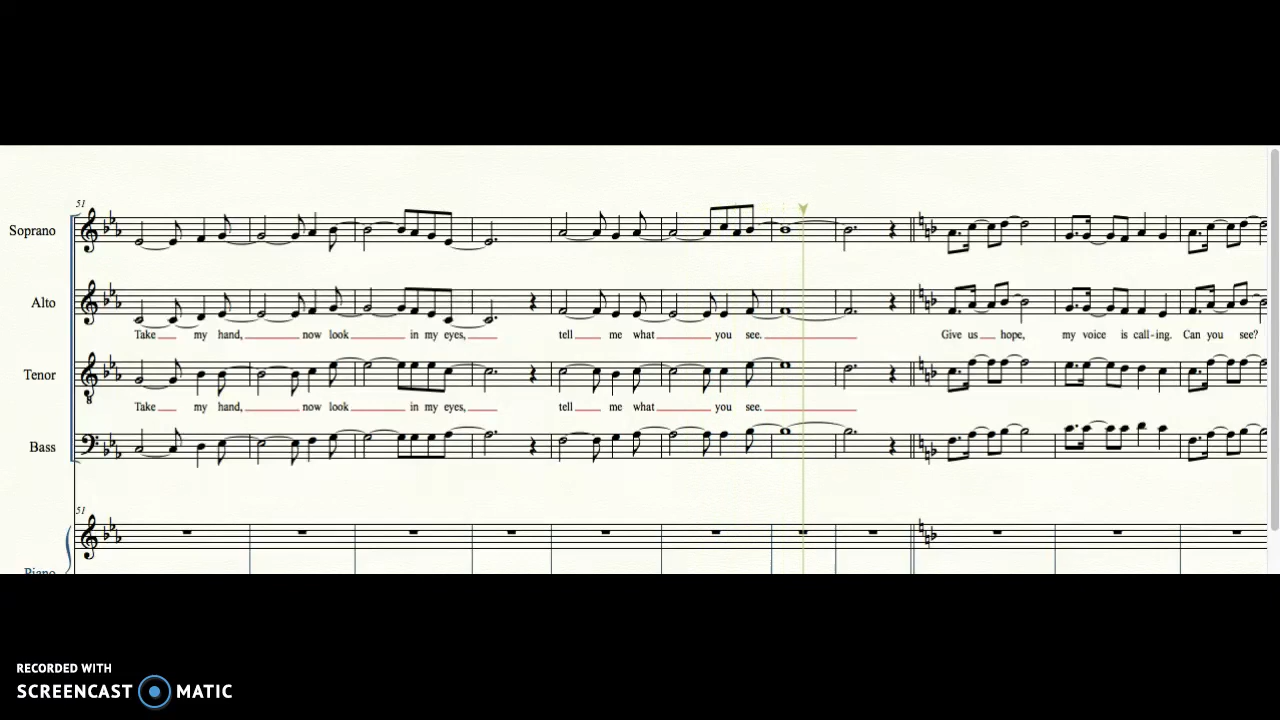 51
Soprano
Alto
Take my hand, now look in my eyes, tell me what you see. Give us hope, my voice is call-ing. Can you see?
Tenor
Take my hand, now look in my eyes, tell me what you see.
Bass
51
Piano
RECORDED WITH
SCREENCAST MATIC